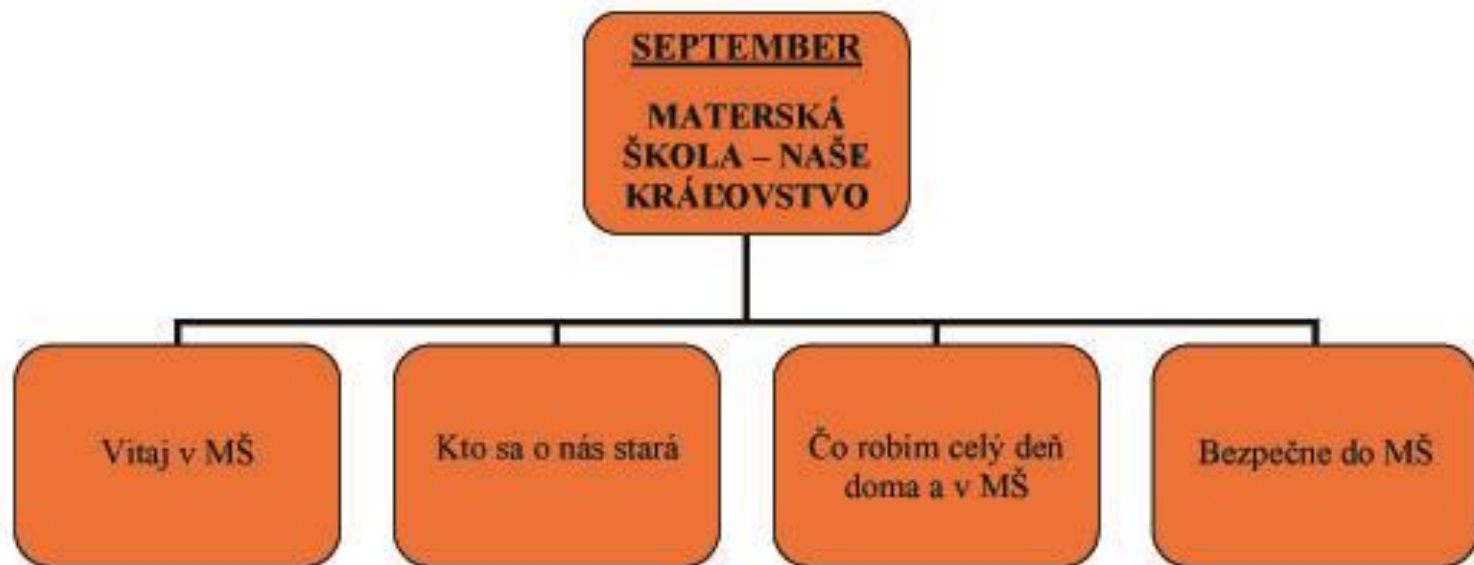 SEPTEMBER
MATERSKÁ
ŠKOLA – NAŠE
KRÁĽOVSTVO
Vitaj v MŠ
Kto sa o nás stará
Čo robím celý deň
doma a v MŠ
Bezpečne do MŠ